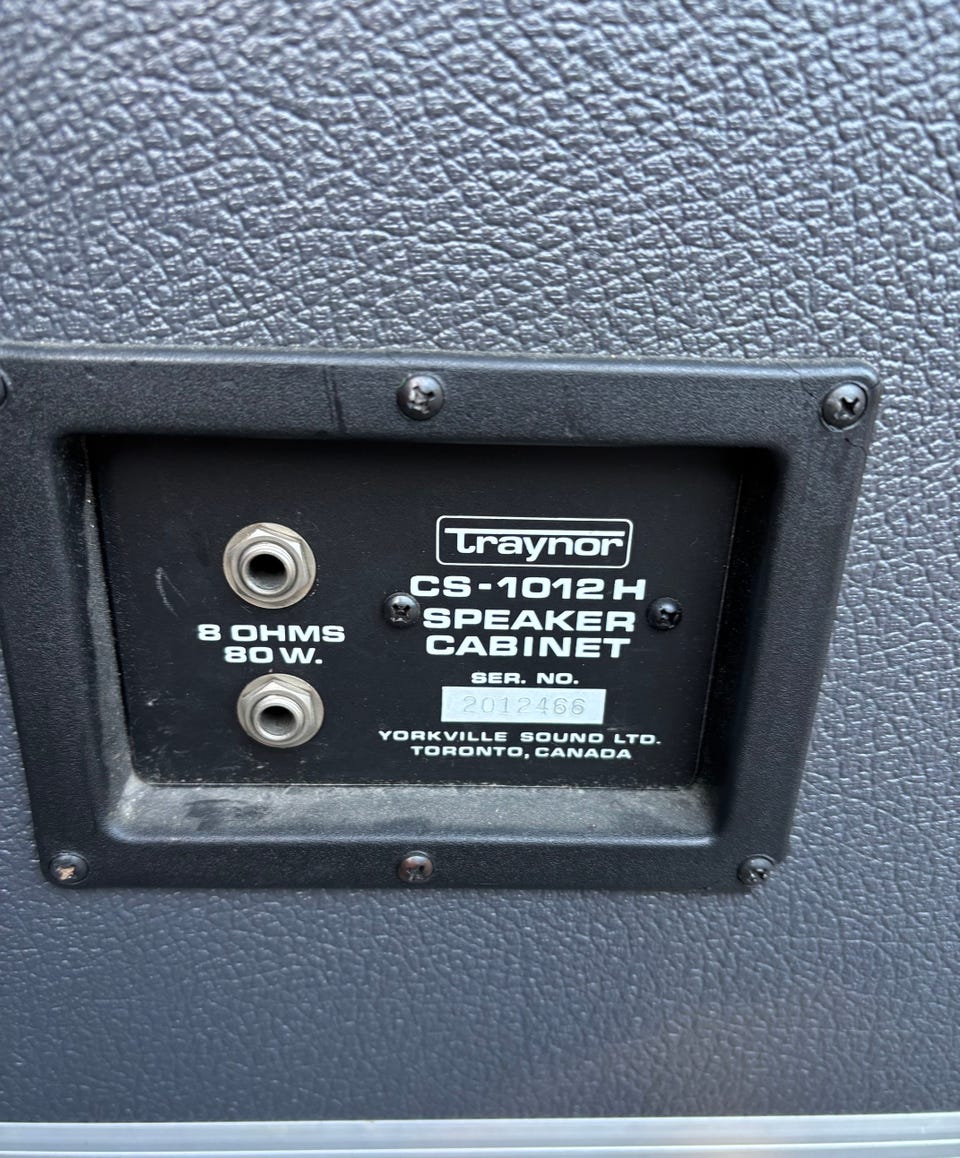 Traynor
CS-1012H
SPEAKER
CABINET
8 OHMS
80 W.
SER. NO.
2012466
YORKVILLE SOUND LTD.
TORONTO, CANADA